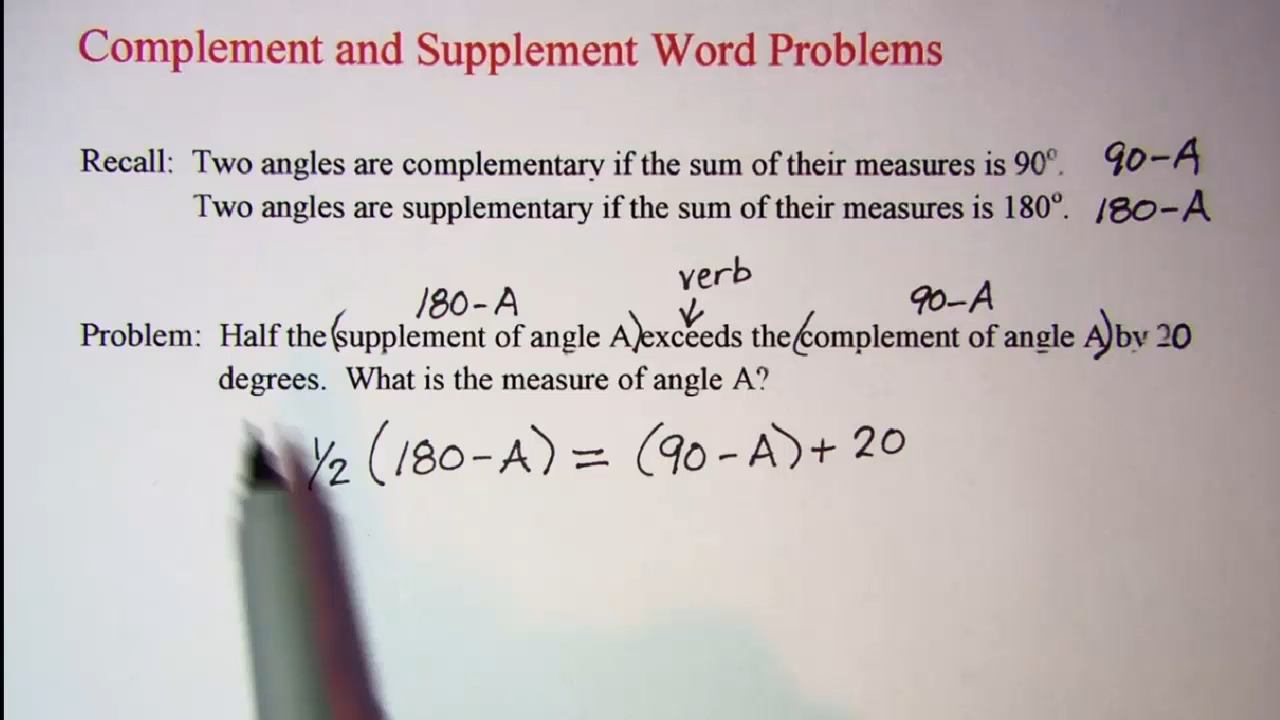 Complement and Supplement Word Problems
Recall: Two angles are complementary if the sum of their measures is 90°. 90-A
Two angles are supplementary if the sum of their measures is 180°. 180-A
verb
180-A 90-A
Problem: Half the (supplement of angle A) exceeds the (complement of angle A) by 20
degrees. What is the measure of angle A?
½ (180-A) = (90-A) + 20